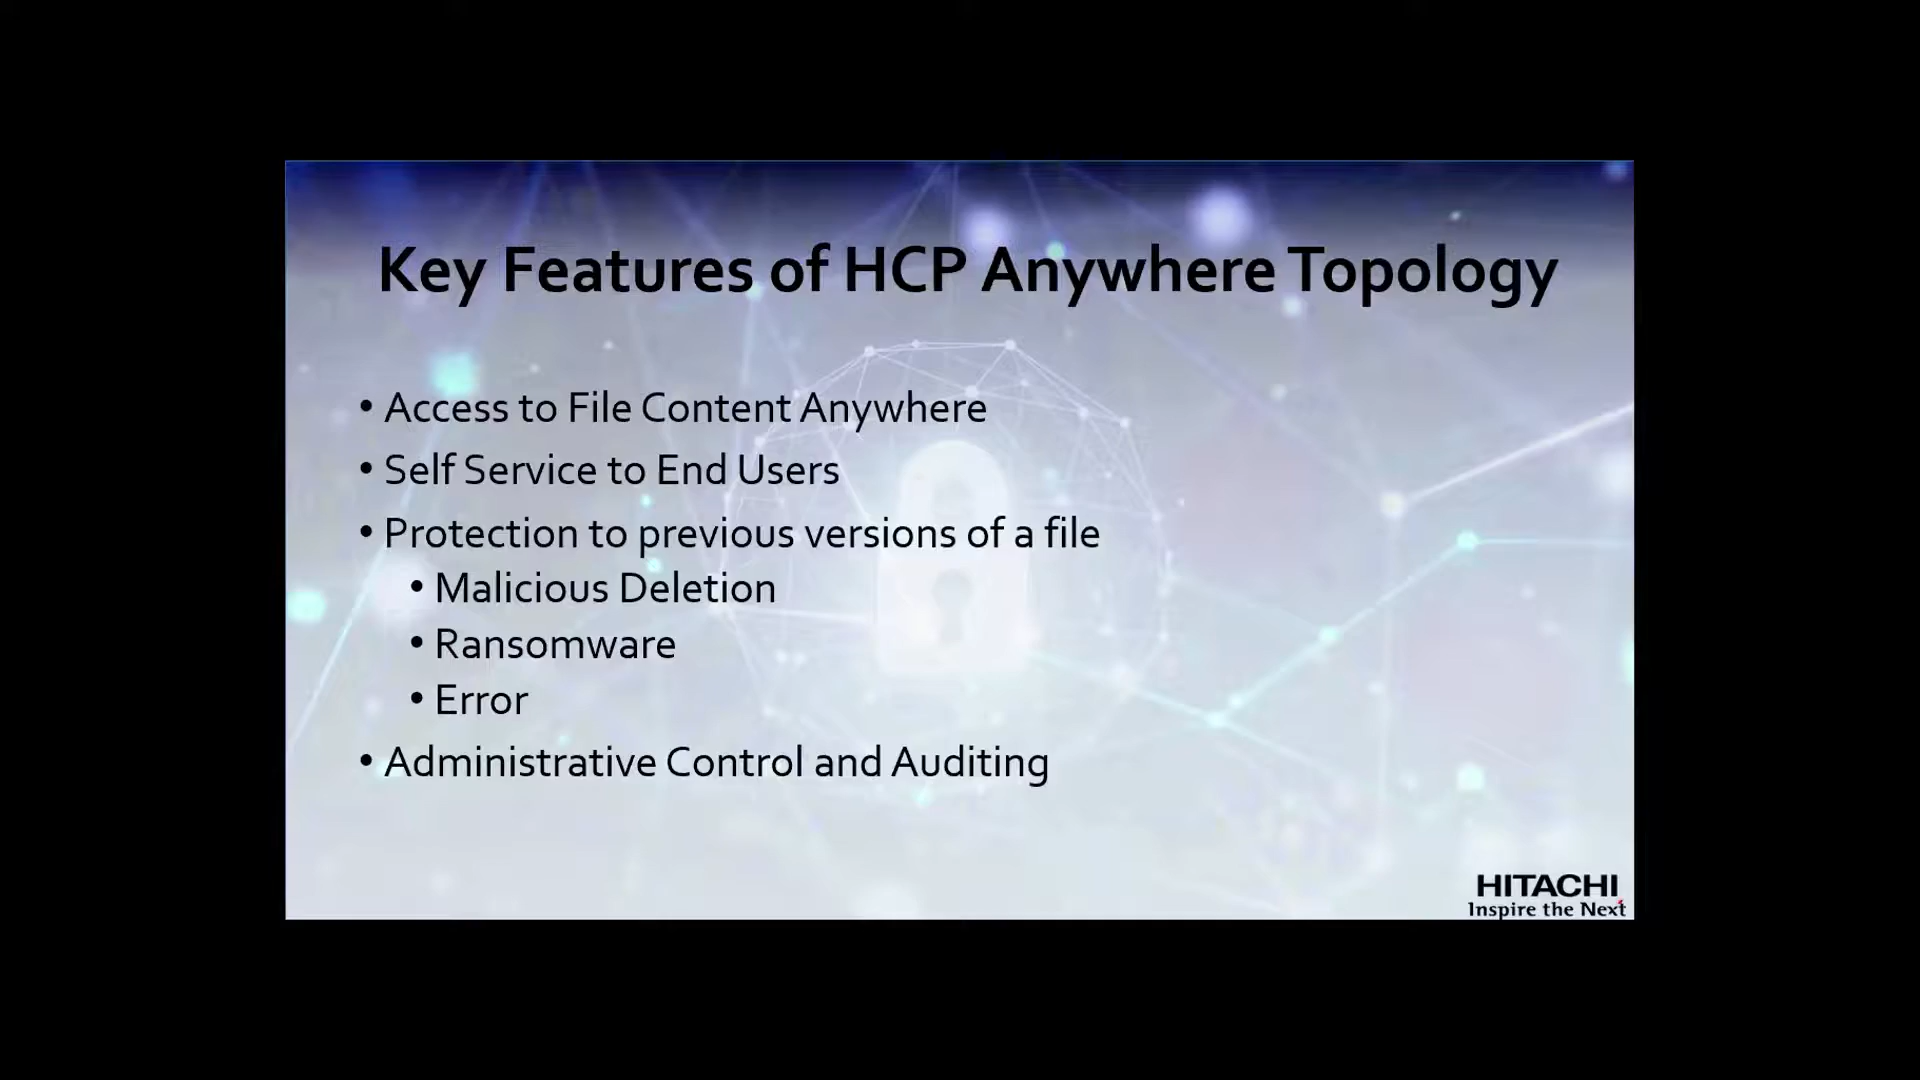 Key Features of HCP Anywhere Topology
• Access to File Content Anywhere
• Self Service to End Users
• Protection to previous versions of a file
• Malicious Deletion
• Ransomware
• Error
• Administrative Control and Auditing
HITACHI
Inspire the Next